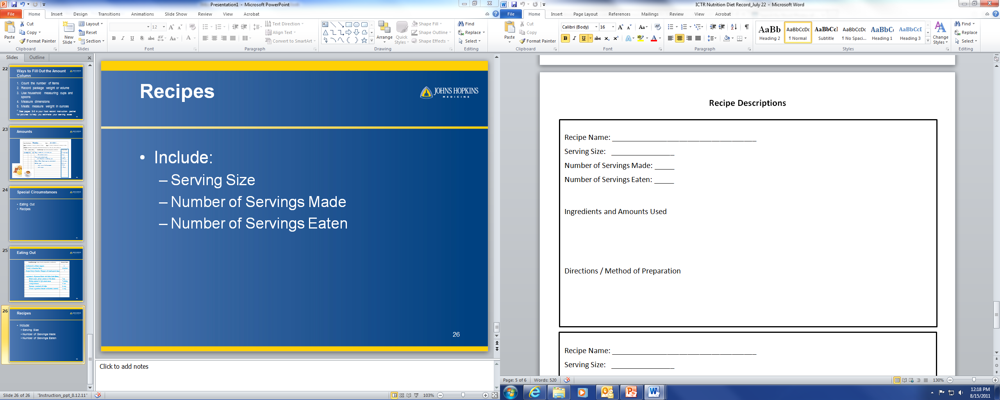 Presentation1 - Microsoft PowerPoint
File Home Insert Design Transitions Animations Slide Show Review View Acrobat
Paste
Cut
Copy
Format Painter
Clipboard
New Slide
Layout
Reset
Section
Slides
12
Font
Paragraph
Text Direction
Align Text
Convert to SmartArt
Arrange
Quick Styles
Shape Fill
Shape Outline
Shape Effects
Drawing
Find
Replace
Select
Editing
Slides Outline
22
Ways to Fill Out the Amount
Column
1. Count the number of items
2. Record package weight or volume
3. Use household measuring cups and
spoons
4. Measure dimensions
5. Meats: measure weight in ounces
* See pages 2-5 in your food record instruction packet
for pictures to help you estimate your serving sizes
23
Amounts
24
Special Circumstances
• Eating Out
• Recipes
25
Eating Out
26
Recipes
• Include:
– Serving Size
– Number of Servings Made
– Number of Servings Eaten
Recipes
JOHNS HOPKINS
MEDICINE
• Include:
– Serving Size
– Number of Servings Made
– Number of Servings Eaten
26
Click to add notes
Slide 26 of 26 "Instruction_ppt_8.12.11" 103%
ICTR Nutrition Diet Record_July 22 - Microsoft Word
File Home Insert Page Layout References Mailings Review View Acrobat
Paste
Cut
Copy
Format Painter
Clipboard
Calibri (Body) 16
Font
Paragraph
AaBb AaBbCcDc AaBbCcI AaBbCcDc AaBbC AaBbCcI
Heading 2 ¶ Normal Subtitle ¶ No Spaci... Heading 1 Heading 3
Change Styles
Styles
Find
Replace
Select
Editing
Recipe Descriptions
Recipe Name: ____________________
Serving Size: ________________
Number of Servings Made: _____
Number of Servings Eaten: _____
Ingredients and Amounts Used
Directions / Method of Preparation
Recipe Name: ____________________
Serving Size: ________________
Page: 5 of 6 Words: 520 130%
12:18 PM
8/15/2011